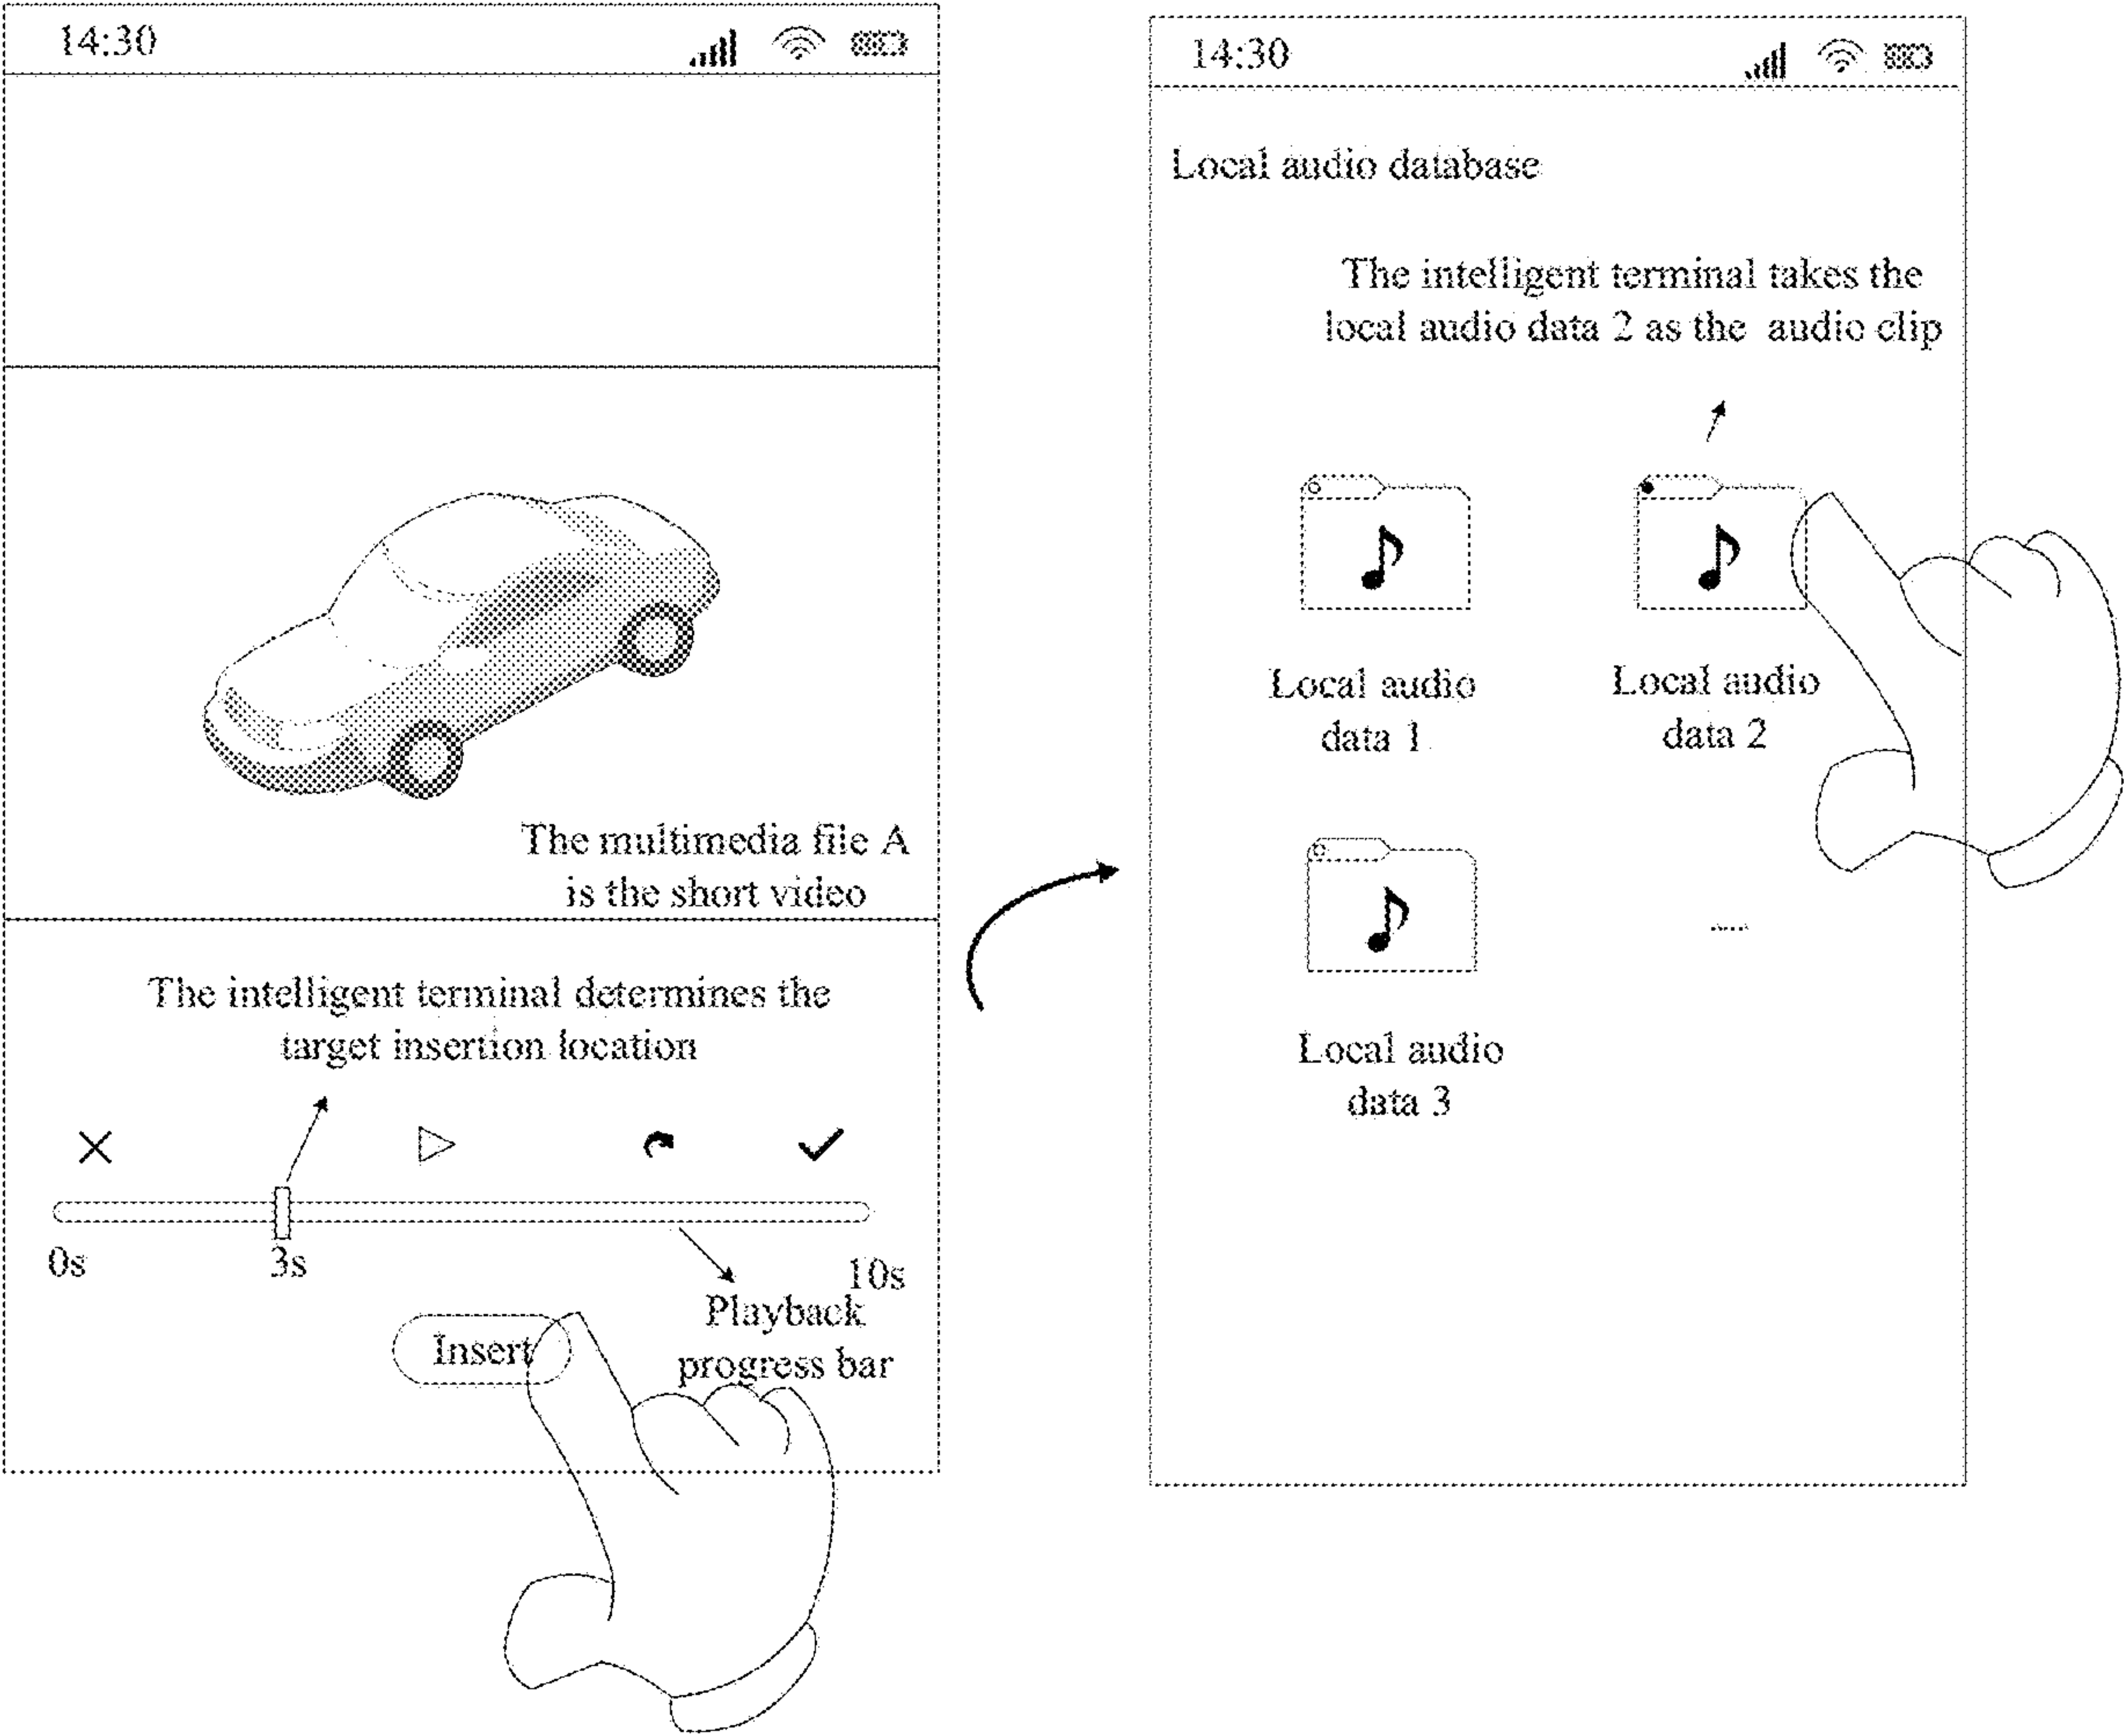 14:30
The multimedia file A
is the short video
The intelligent terminal determines the
target insertion location
0s
3s
10s
Playback
progress bar
Insert
14:30
Local audio database
The intelligent terminal takes the
local audio data 2 as the audio clip
Local audio
data 1
Local audio
data 2
Local audio
data 3
......